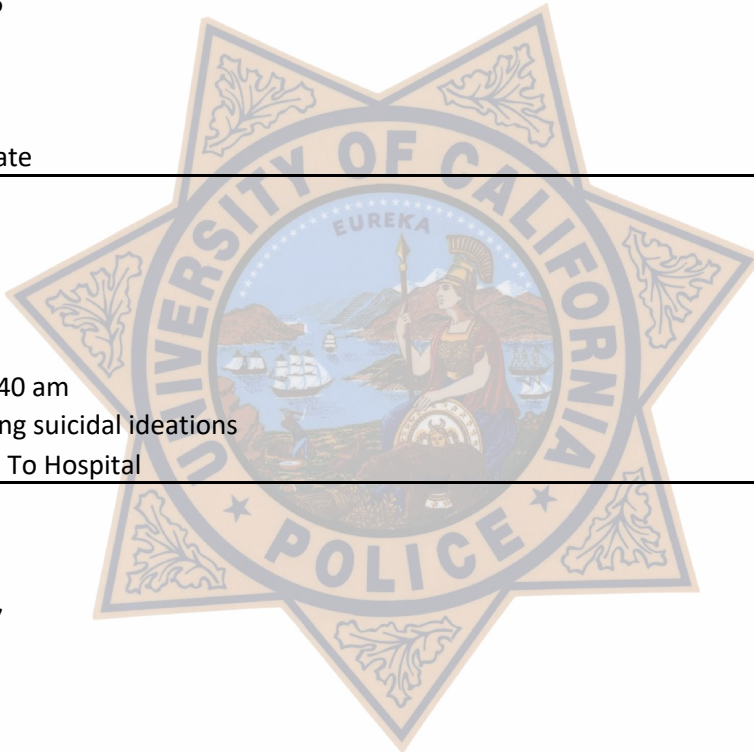 ate
UNIVERSITY OF CALIFORNIA
EUREKA
40 am
ng suicidal ideations
To Hospital
POLICE